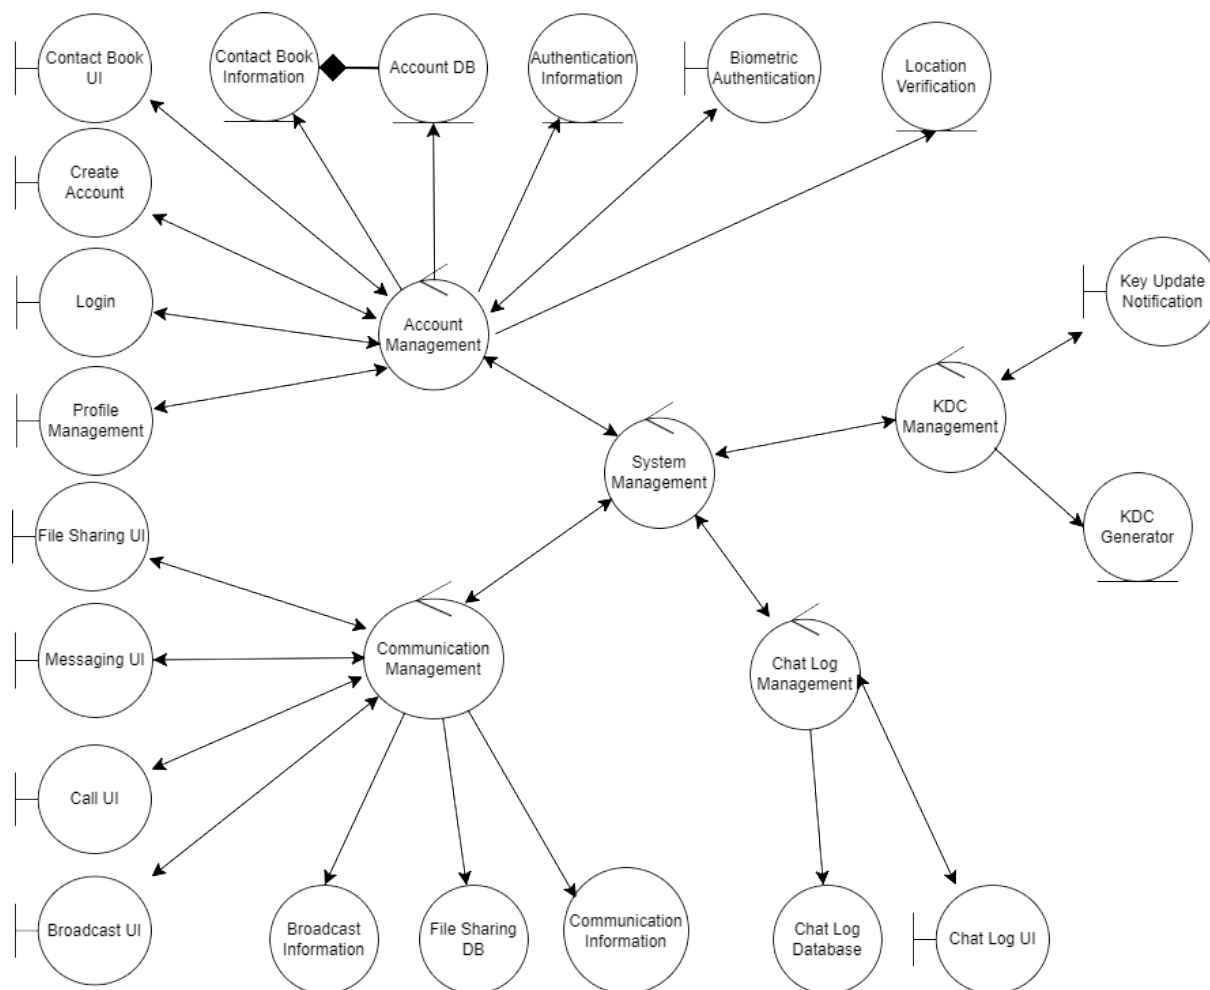 Contact Book
UI
Contact Book
Information
Account DB
Authentication
Information
Biometric
Authentication
Location
Verification
Create
Account
Login
Account
Management
Key Update
Notification
Profile
Management
KDC
Management
System
Management
File Sharing UI
KDC
Generator
Messaging UI
Communication
Management
Chat Log
Management
Call UI
Broadcast UI
Broadcast
Information
File Sharing
DB
Communication
Information
Chat Log
Database
Chat Log UI